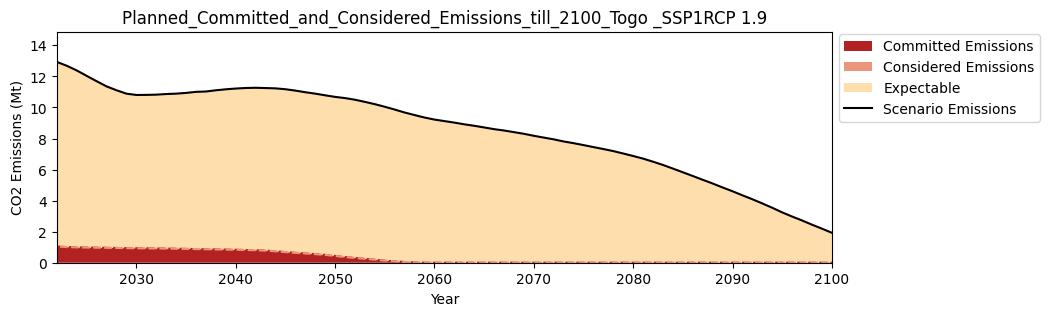 Planned_Committed_and_Considered_Emissions_till_2100_Togo _SSP1RCP 1.9
CO2 Emissions (Mt)
14
12
10
8
6
4
2
0
2030 2040 2050 2060 2070 2080 2090 2100
Year
Committed Emissions
Considered Emissions
Expectable
Scenario Emissions